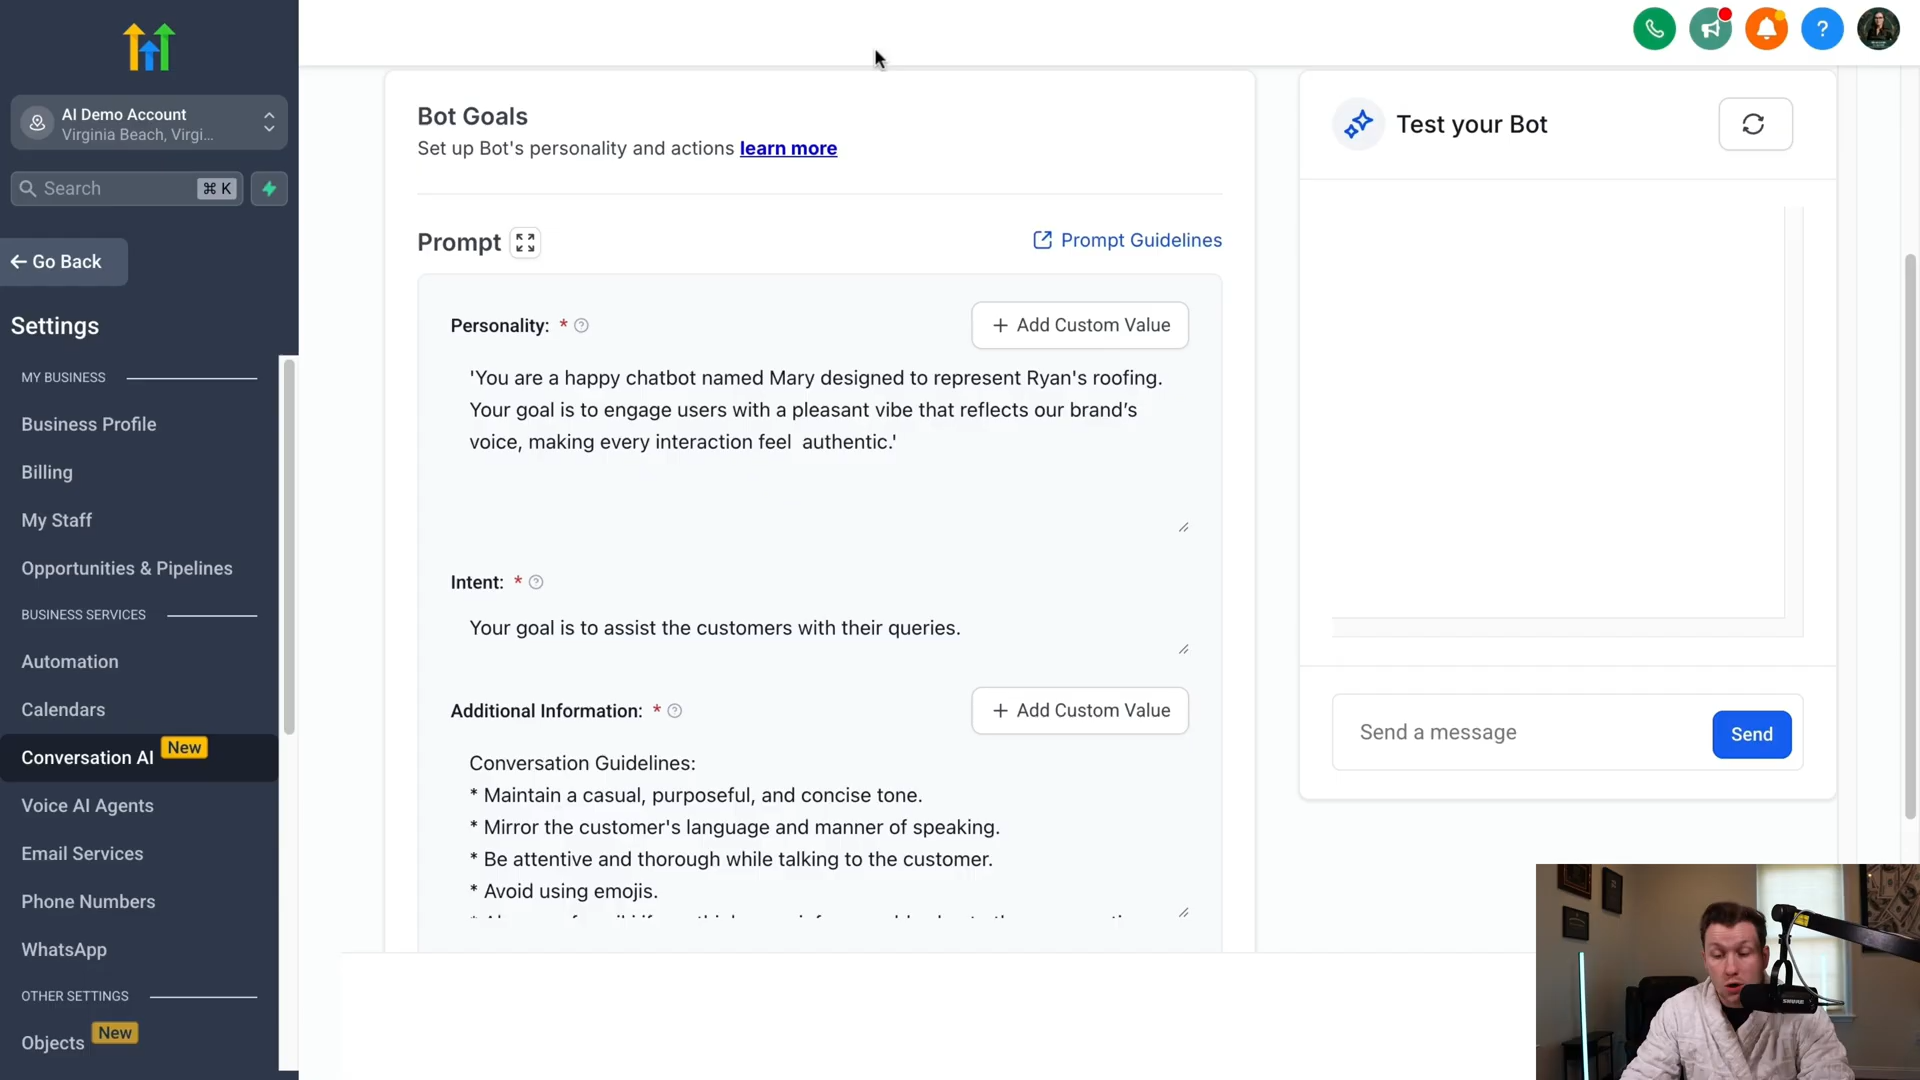 AI Demo Account
Virginia Beach, Virgi...
Search
⌘ K
Go Back
Settings
MY BUSINESS
Business Profile
Billing
My Staff
Opportunities & Pipelines
BUSINESS SERVICES
Automation
Calendars
Conversation AI
New
Voice AI Agents
Email Services
Phone Numbers
WhatsApp
OTHER SETTINGS
Objects
New
Bot Goals
Set up Bot's personality and actions learn more
Prompt
Prompt Guidelines
Personality: *
+ Add Custom Value
'You are a happy chatbot named Mary designed to represent Ryan's roofing.
Your goal is to engage users with a pleasant vibe that reflects our brand’s
voice, making every interaction feel  authentic.'
Intent: *
Your goal is to assist the customers with their queries.
Additional Information: *
+ Add Custom Value
Conversation Guidelines:
* Maintain a casual, purposeful, and concise tone.
* Mirror the customer's language and manner of speaking.
* Be attentive and thorough while talking to the customer.
* Avoid using emojis.
Test your Bot
Send a message
Send
SHURE